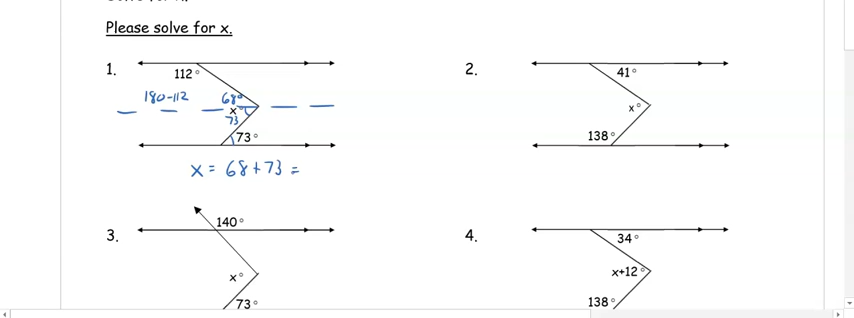 Please solve for x.
1.
112°
180-112
68°
x°
73
73°
x = 68 + 73 =
2.
41°
x°
138°
3.
140°
x°
73°
4.
34°
x+12°
138°